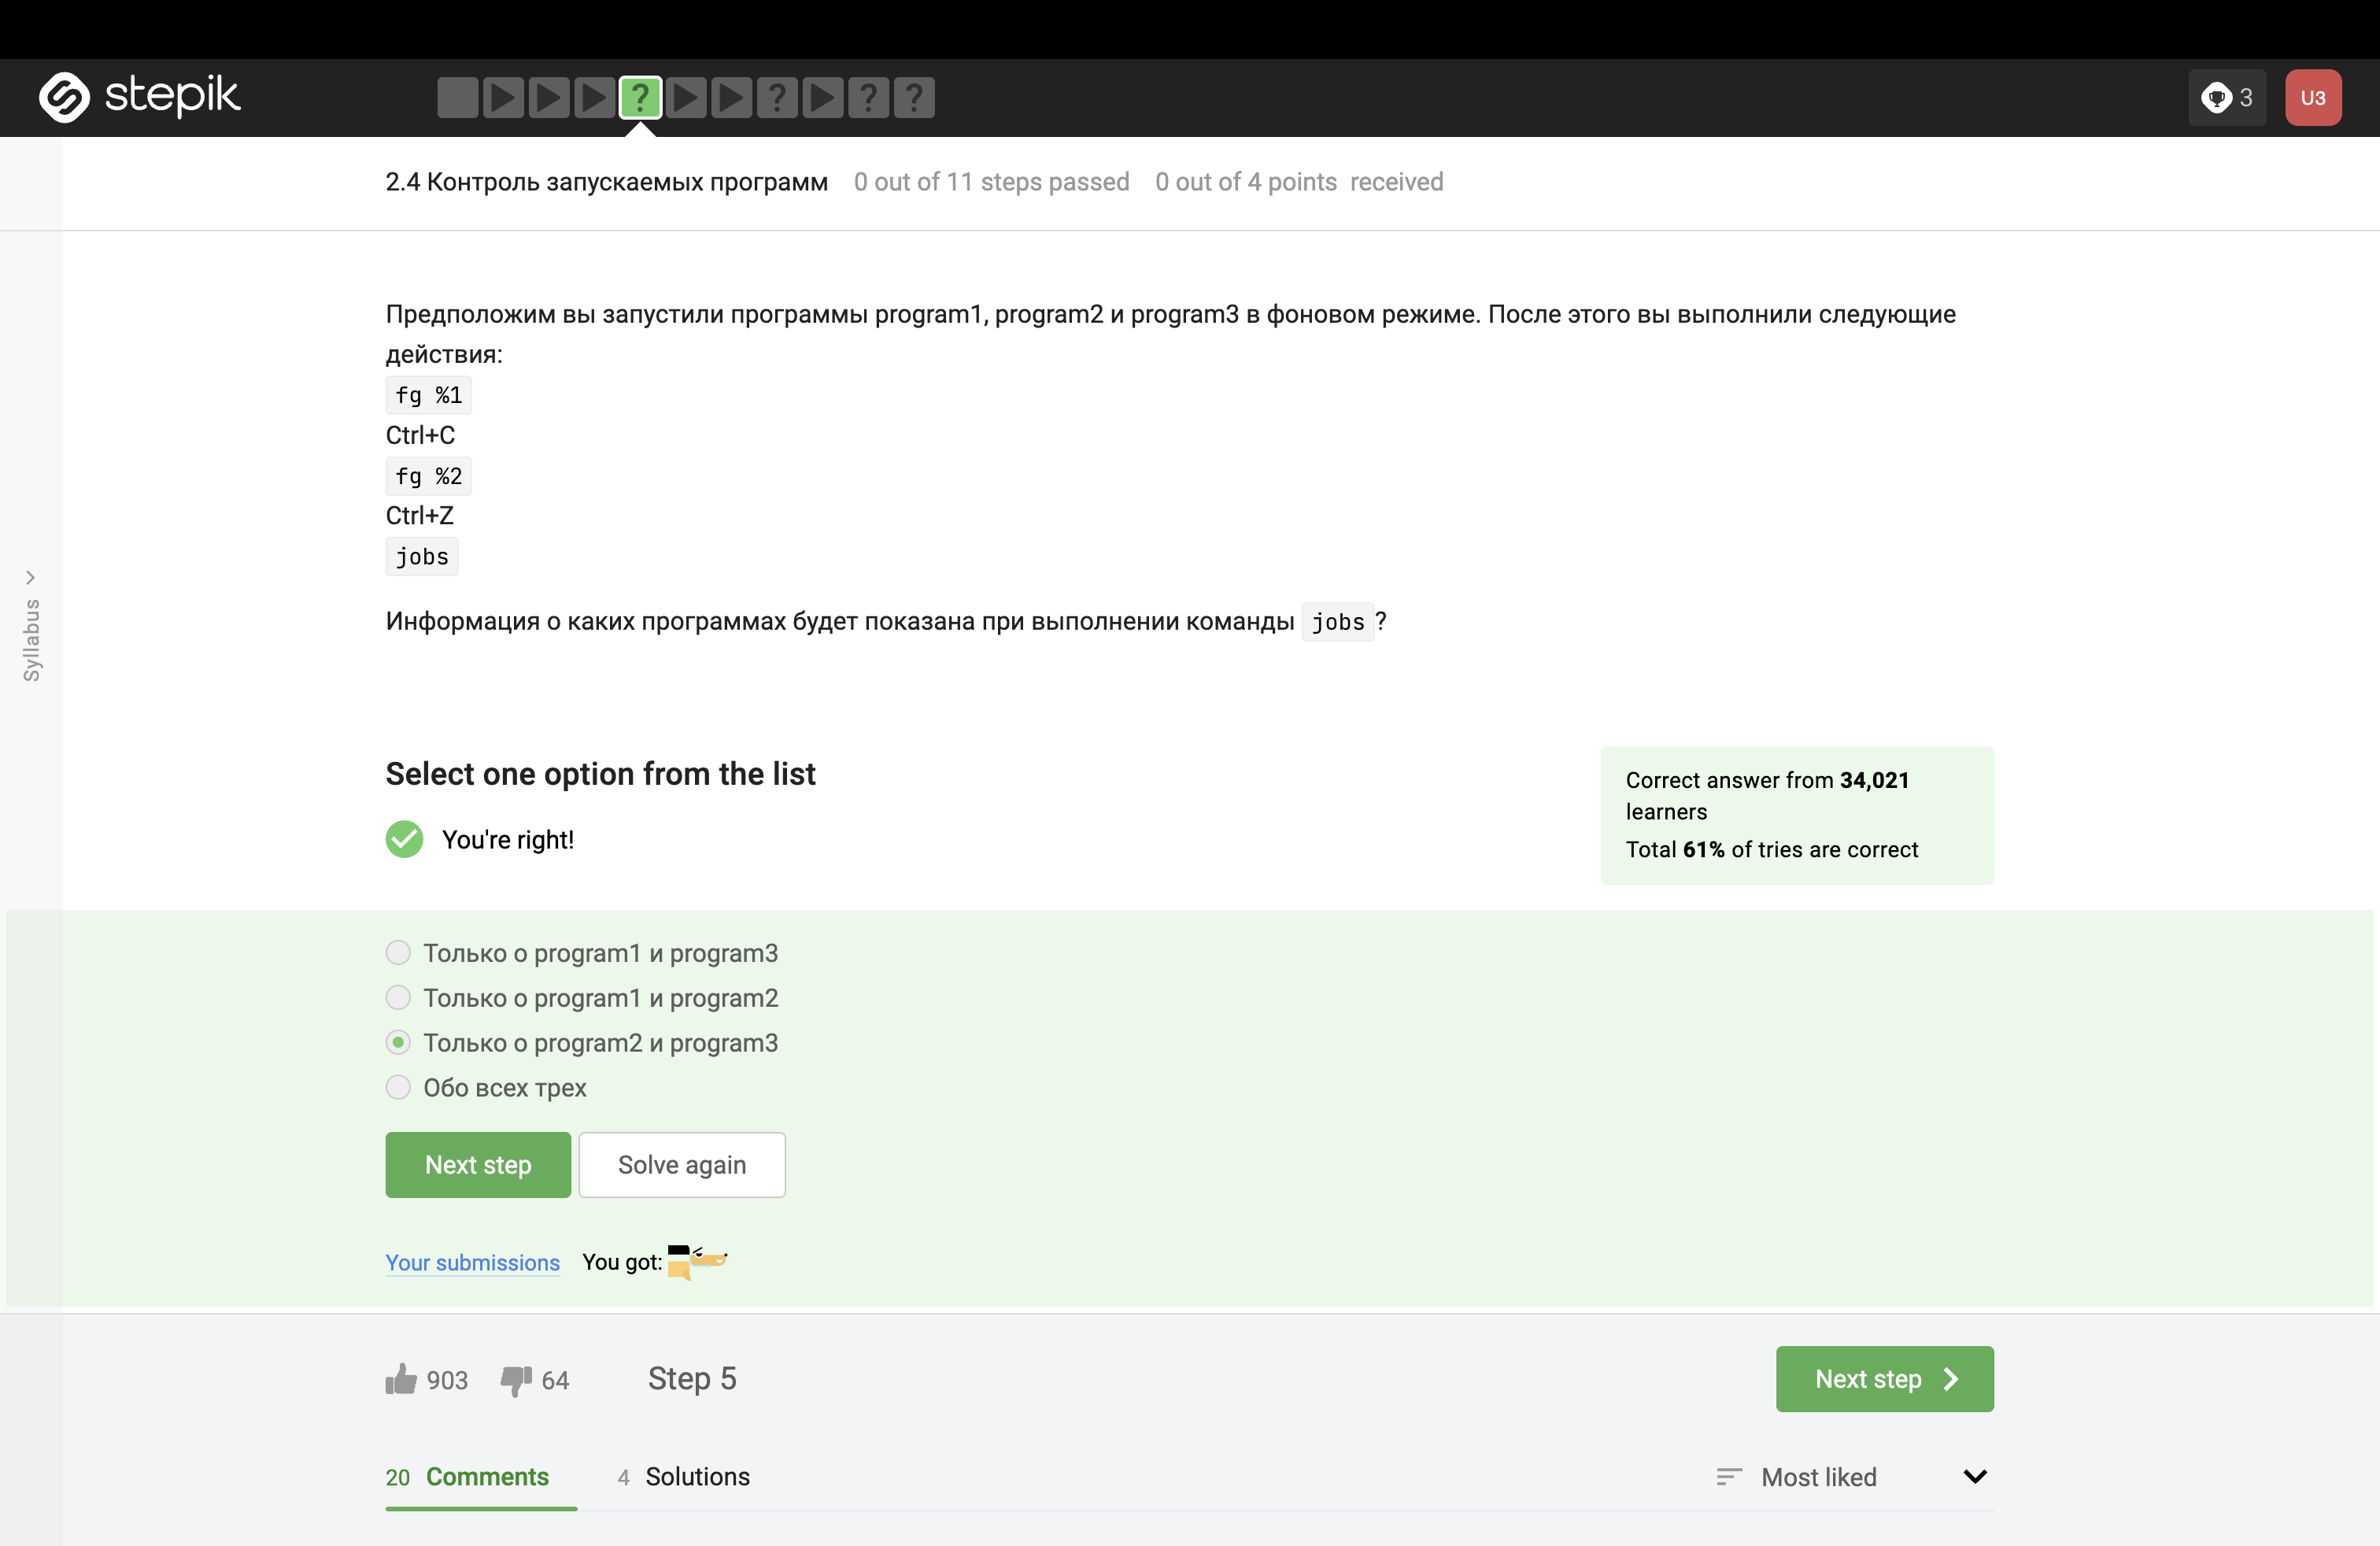 stepik
? ? ? ?
3
U3
2.4 Контроль запускаемых программ 0 out of 11 steps passed 0 out of 4 points received
Предположим вы запустили программы program1, program2 и program3 в фоновом режиме. После этого вы выполнили следующие
действия:
fg %1
Ctrl+C
fg %2
Ctrl+Z
jobs
Syllabus
Информация о каких программах будет показана при выполнении команды jobs?
Select one option from the list
You're right!
Correct answer from 34,021
learners
Total 61% of tries are correct
Только о program1 и program3
Только о program1 и program2
Только о program2 и program3
Обо всех трех
Next step Solve again
Your submissions You got:
903 64 Step 5 Next step
20 Comments 4 Solutions Most liked